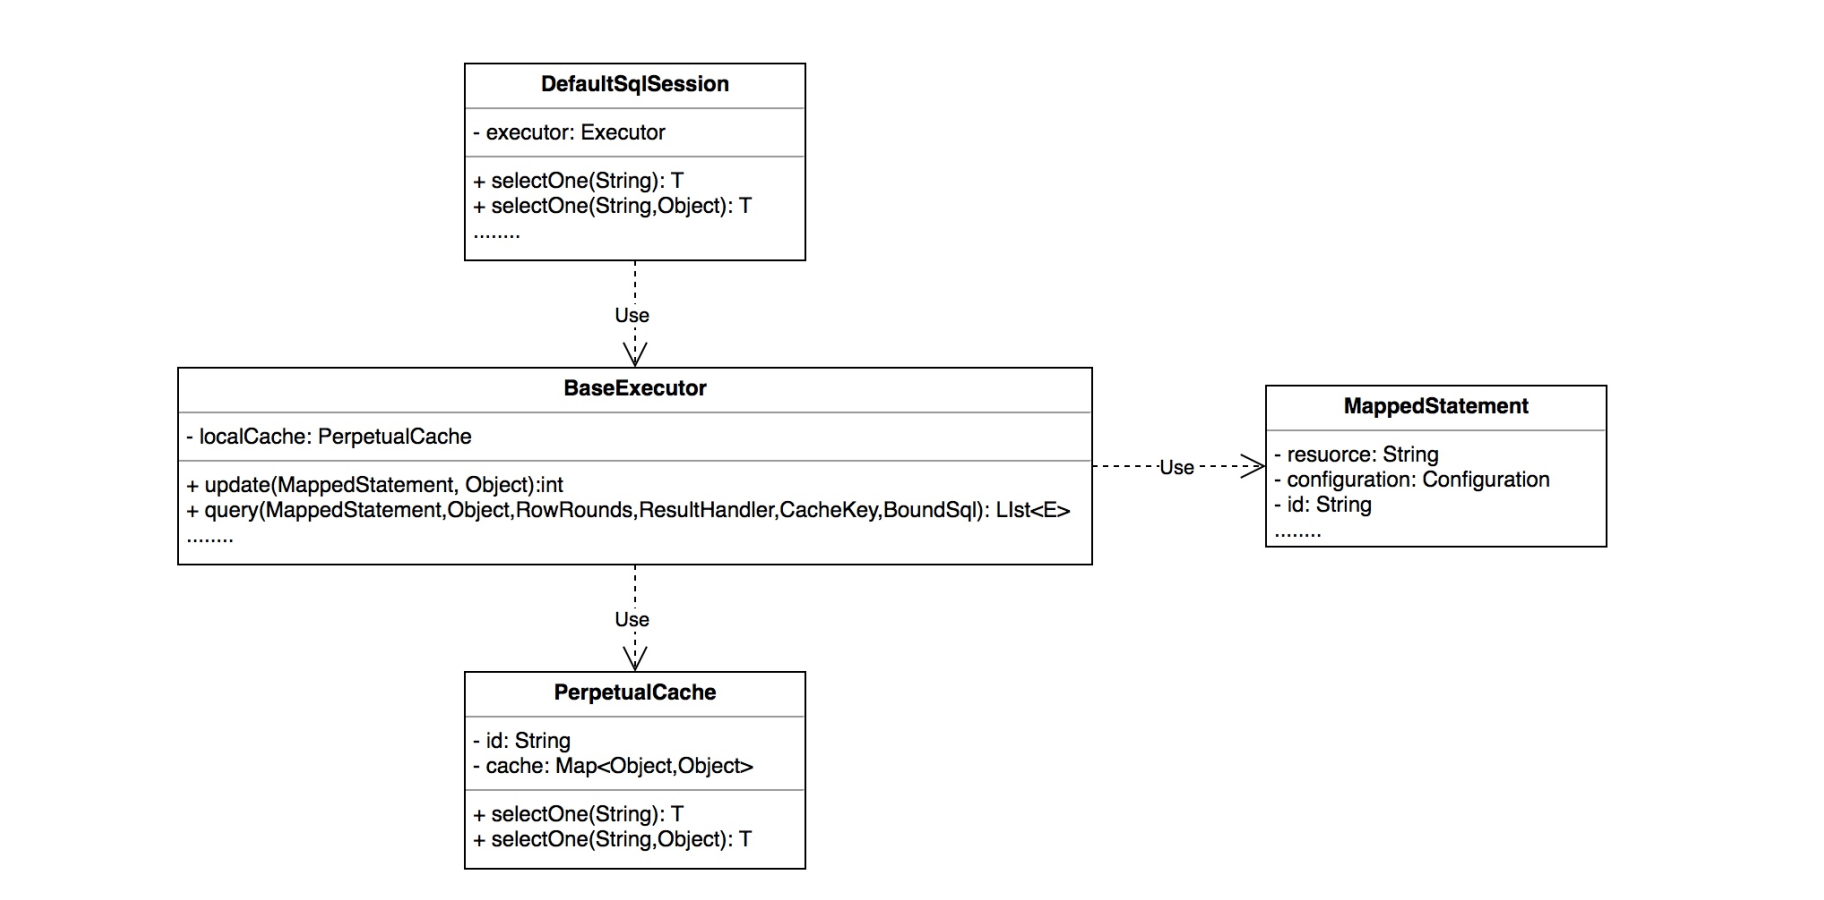 DefaultSqlSession
- executor: Executor
+ selectOne(String): T
+ selectOne(String,Object): T
........
Use
BaseExecutor
- localCache: PerpetualCache
+ update(MappedStatement, Object):int
+ query(MappedStatement,Object,RowRounds,ResultHandler,CacheKey,BoundSql): LIst<E>
........
Use
MappedStatement
- resuorce: String
- configuration: Configuration
- id: String
........
Use
PerpetualCache
- id: String
- cache: Map<Object,Object>
+ selectOne(String): T
+ selectOne(String,Object): T